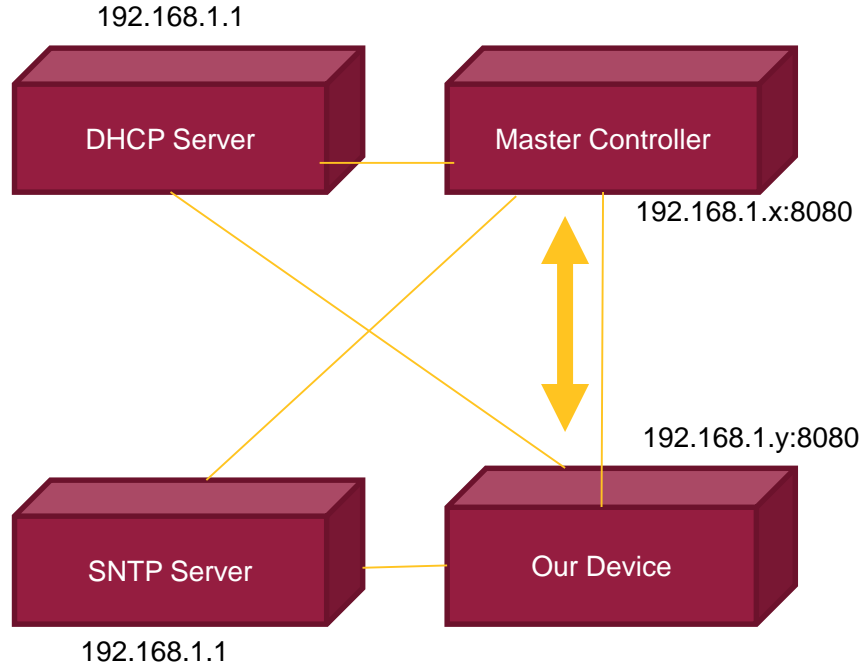 192.168.1.1
DHCP Server
Master Controller
192.168.1.x:8080
192.168.1.y:8080
SNTP Server
Our Device
192.168.1.1